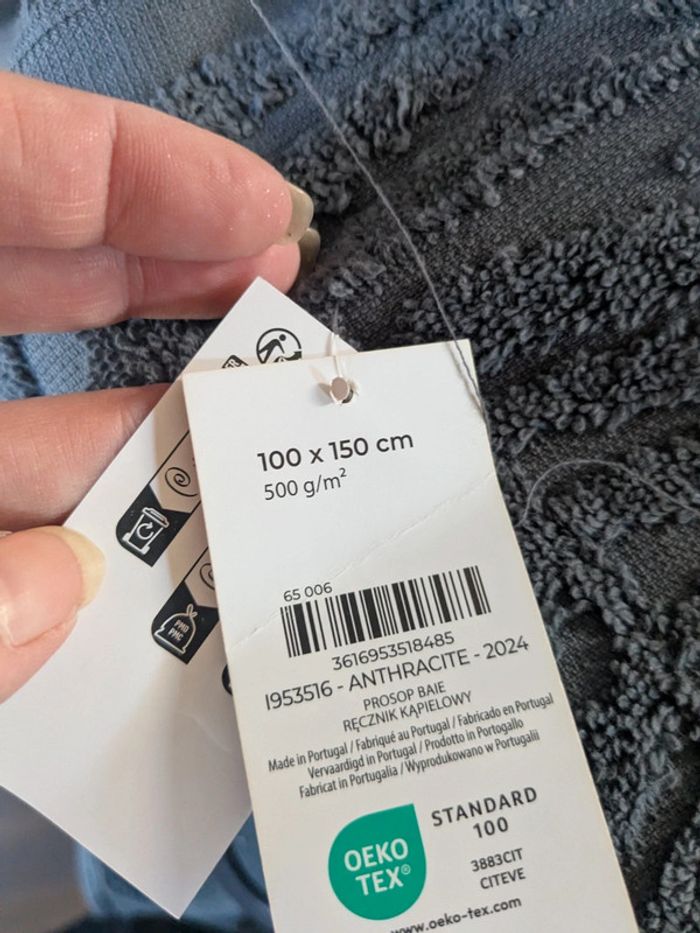 100 x 150 cm
500 g/m²
65 006
3616953518485
I953516 - ANTHRACITE - 2024
PROSOP BAIE
RĘCZNIK KĄPIELOWY
Made in Portugal / Fabriqué au Portugal / Fabricado en Portugal
Vervaardigd in Portugal / Prodotto in Portogallo
Fabricat in Portugalia / Wyprodukowano w Portugalii
OEKO
TEX®
STANDARD
100
3883CIT
CITEVE
www.oeko-tex.com
PMD
PMC